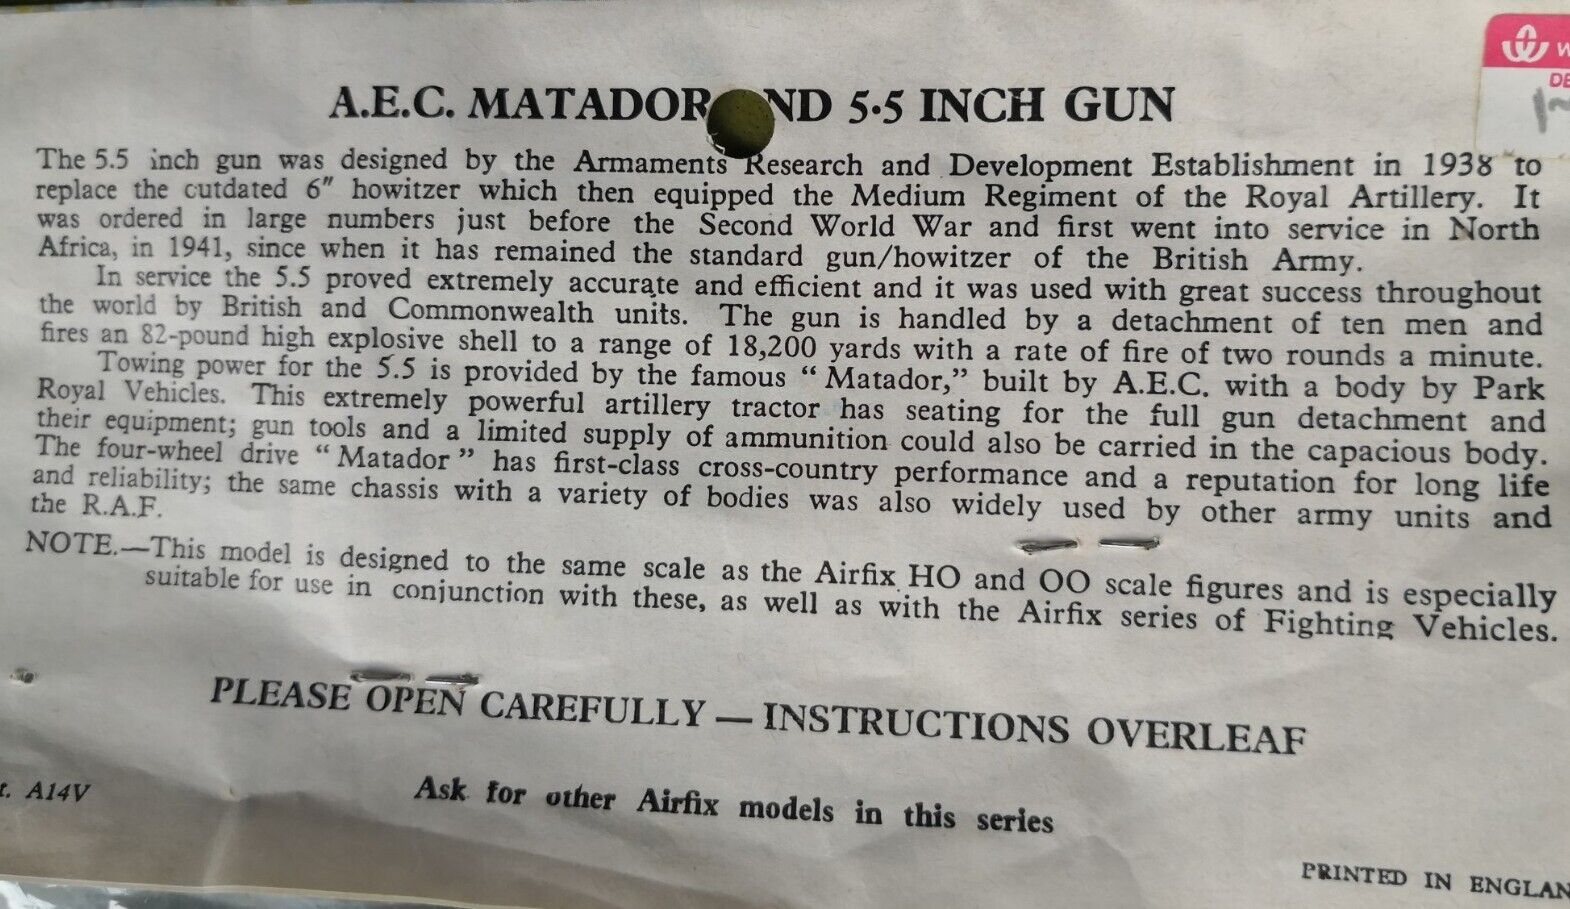 A.E.C. MATADOR ND 5·5 INCH GUN
The 5.5 inch gun was designed by the Armaments Research and Development Establishment in 1938 to
replace the outdated 6″ howitzer which then equipped the Medium Regiment of the Royal Artillery. It
was ordered in large numbers just before the Second World War and first went into service in North
Africa, in 1941, since when it has remained the standard gun/howitzer of the British Army.
In service the 5.5 proved extremely accurate and efficient and it was used with great success throughout
the world by British and Commonwealth units. The gun is handled by a detachment of ten men and
fires an 82-pound high explosive shell to a range of 18,200 yards with a rate of fire of two rounds a minute.
Towing power for the 5.5 is provided by the famous “Matador,” built by A.E.C. with a body by Park
Royal Vehicles. This extremely powerful artillery tractor has seating for the full gun detachment and
their equipment; gun tools and a limited supply of ammunition could also be carried in the capacious body.
The four-wheel drive “Matador” has first-class cross-country performance and a reputation for long life
and reliability; the same chassis with a variety of bodies was also widely used by other army units and
the R.A.F.
NOTE.—This model is designed to the same scale as the Airfix HO and OO scale figures and is especially
suitable for use in conjunction with these, as well as with the Airfix series of Fighting Vehicles.
PLEASE OPEN CAREFULLY — INSTRUCTIONS OVERLEAF
A14V
Ask for other Airfix models in this series
PRINTED IN ENGLAN